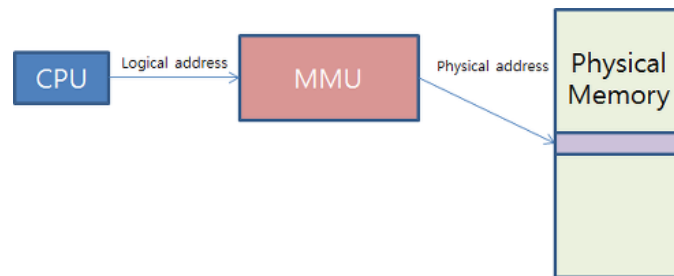 CPU
Logical address
MMU
Physical address
Physical
Memory